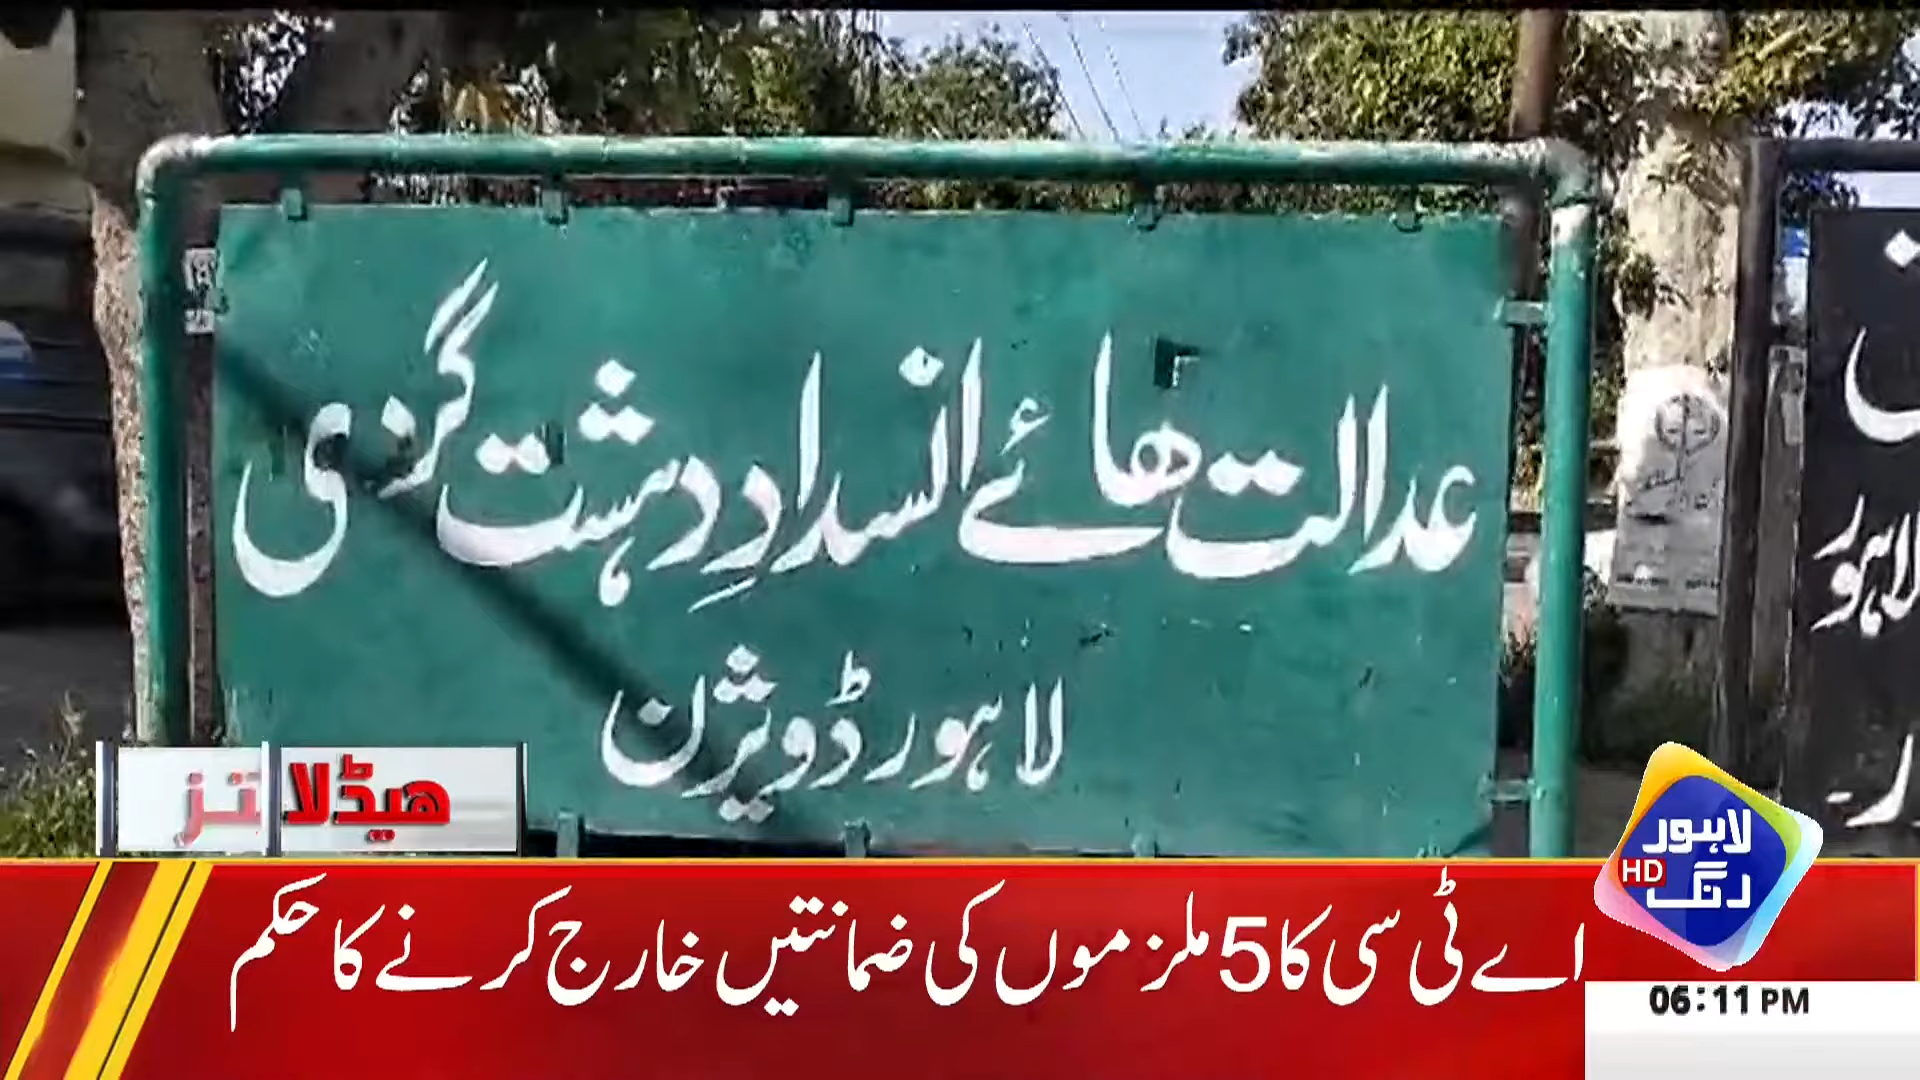 عدالت ھائے انسدادِ دہشت گردی
لاہور ڈویژن
لاہور
ہیڈلائنز
لاہور
رنگ
HD
اے ٹی سی کا 5 ملزموں کی ضمانتیں خارج کرنے کا حکم
06:11 PM